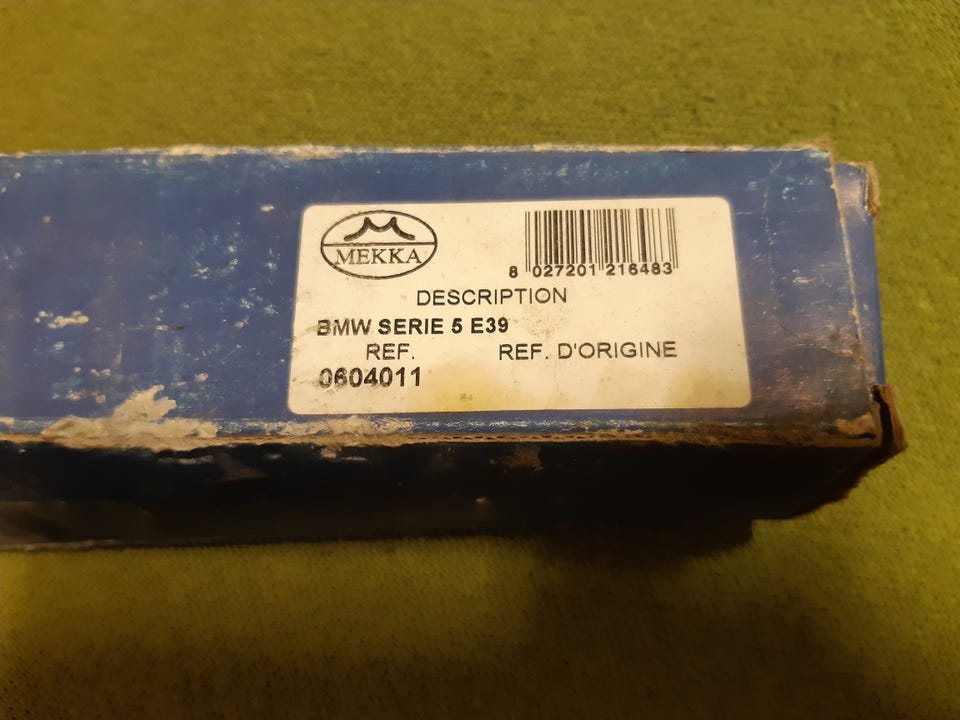 MEKKA
8 027201 216483
DESCRIPTION
BMW SERIE 5 E39
REF. REF. D'ORIGINE
0604011